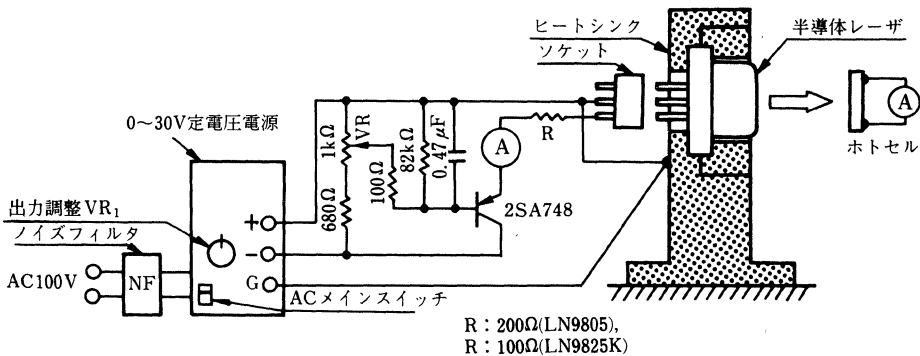 ヒートシンク
ソケット
半導体レーザ
0~30V定電圧電源
1kΩ
VR
100Ω
82kΩ
0.47μF
A
R
A
ホトセル
680Ω
2SA748
出力調整VR₁
ノイズフィルタ
+
-
G
AC100V
NF
ACメインスイッチ
R:200Ω(LN9805),
R:100Ω(LN9825K)